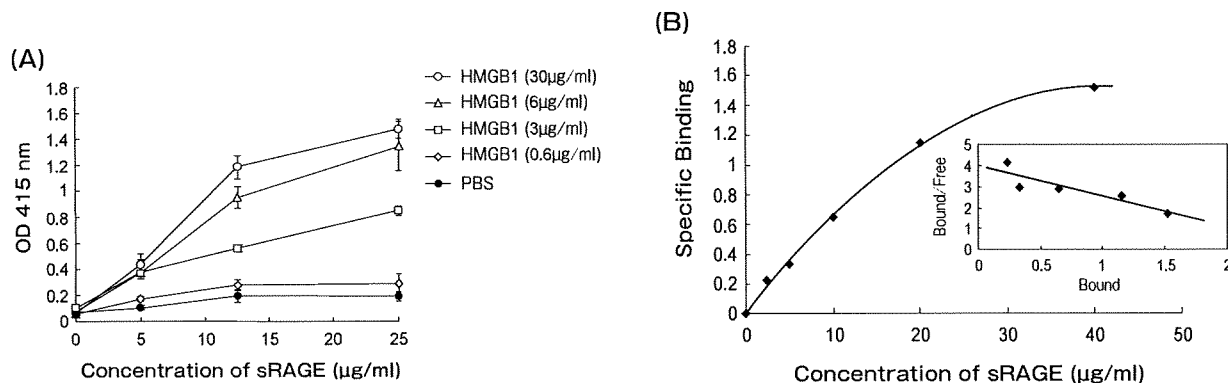 (A)
OD 415 nm
1.8
1.6
1.4
1.2
1
0.8
0.6
0.4
0.2
0
0 5 10 15 20 25
Concentration of sRAGE (μg/ml)
HMGB1 (30μg/ml)
HMGB1 (6μg/ml)
HMGB1 (3μg/ml)
HMGB1 (0.6μg/ml)
PBS
(B)
Specific Binding
1.8
1.6
1.4
1.2
1
0.8
0.6
0.4
0.2
0
0 10 20 30 40 50
Concentration of sRAGE (μg/ml)
Bound/Free
5
4
3
2
1
0
0 0.5 1 1.5 2
Bound